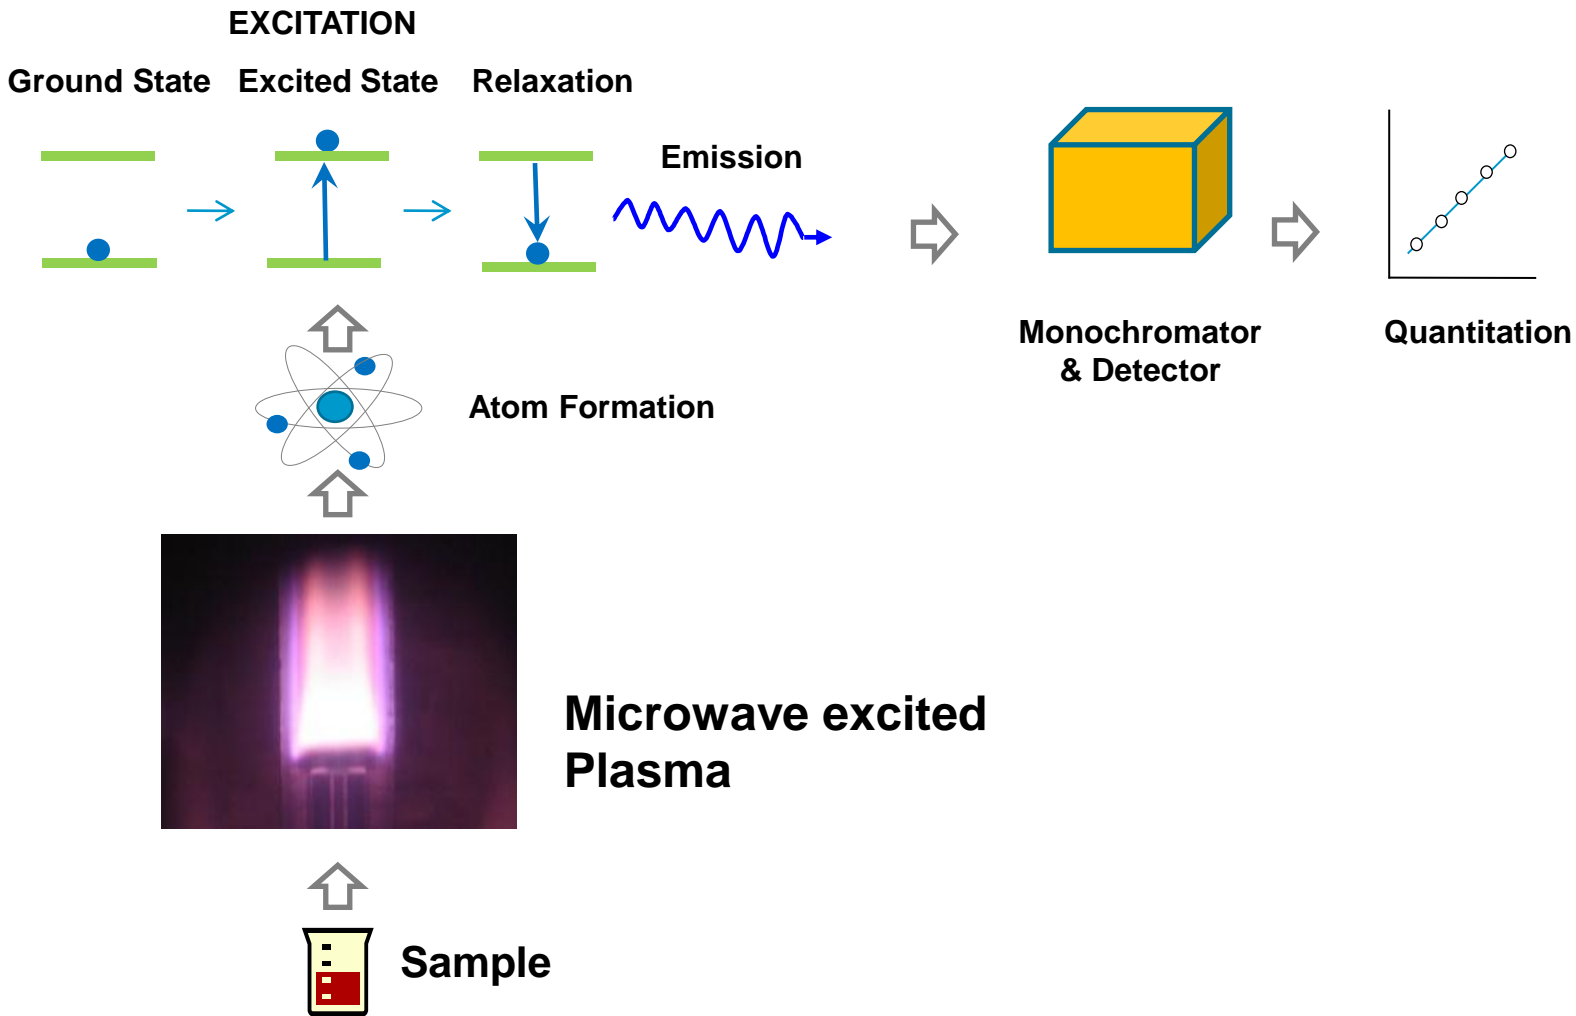 EXCITATION
Ground State
Excited State
Relaxation
Emission
Monochromator
& Detector
Quantitation
Atom Formation
Microwave excited
Plasma
Sample